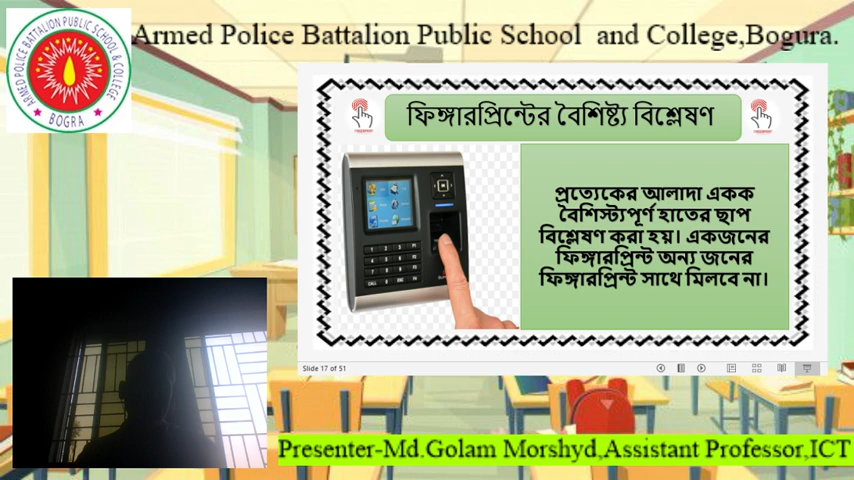 Armed Police Battalion Public School and College,Bogura.
ARMED POLICE BATTALION PUBLIC SCHOOL & COLLEGE
BOGRA
ফিঙ্গারপ্রিন্টের বৈশিষ্ট্য বিশ্লেষণ
প্রত্যেকের আলাদা একক
বৈশিস্ট্যপূর্ণ হাতের ছাপ
বিশ্লেষণ করা হয়। একজনের
ফিঙ্গারপ্রিন্ট অন্য জনের
ফিঙ্গারপ্রিন্ট সাথে মিলবে না।
Slide 17 of 51
Presenter-Md.Golam Morshyd,Assistant Professor,ICT